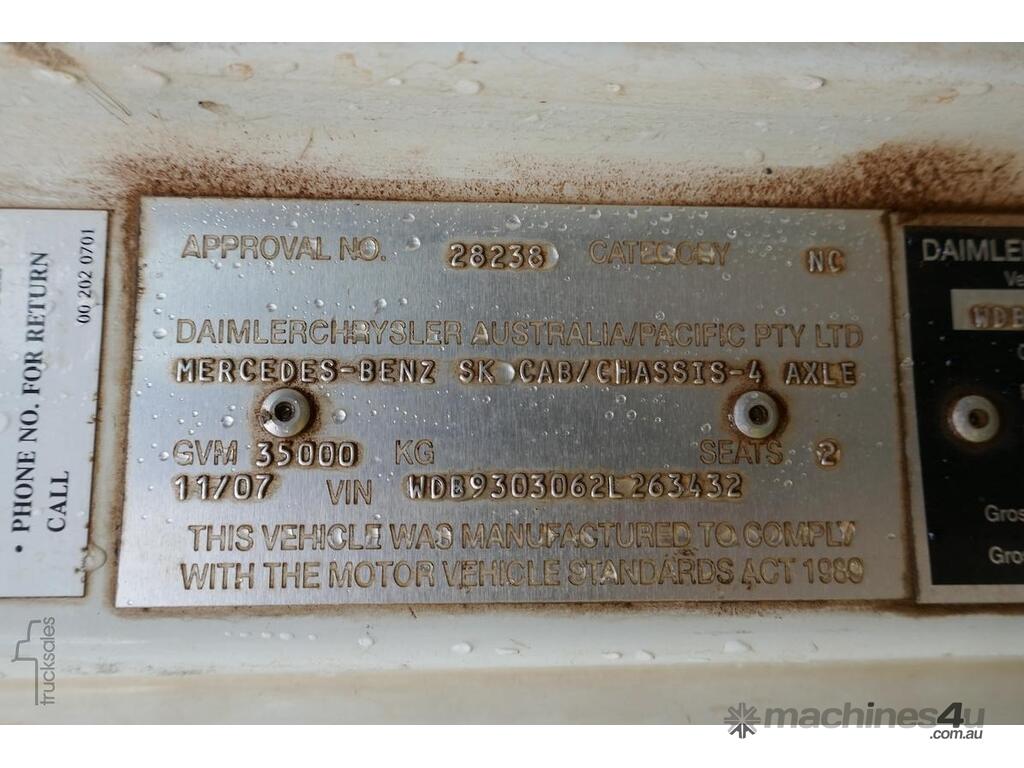 • PHONE NO. FOR RETURN
CALL
00 262 0701
APPROVAL NO. 28238 CATEGORY NC
DAIMLERCHRYSLER AUSTRALIA/PACIFIC PTY LTD
MERCEDES-BENZ SK CAB/CHASSIS-4 AXLE
GVM 35000 KG SEATS 2
11/07 VIN WDB9303062L263432
THIS VEHICLE WAS MANUFACTURED TO COMPLY
WITH THE MOTOR VEHICLE STANDARDS ACT 1989
DAIMLER
WDB
Gros
Gros
trucksales
machines4u
.com.au